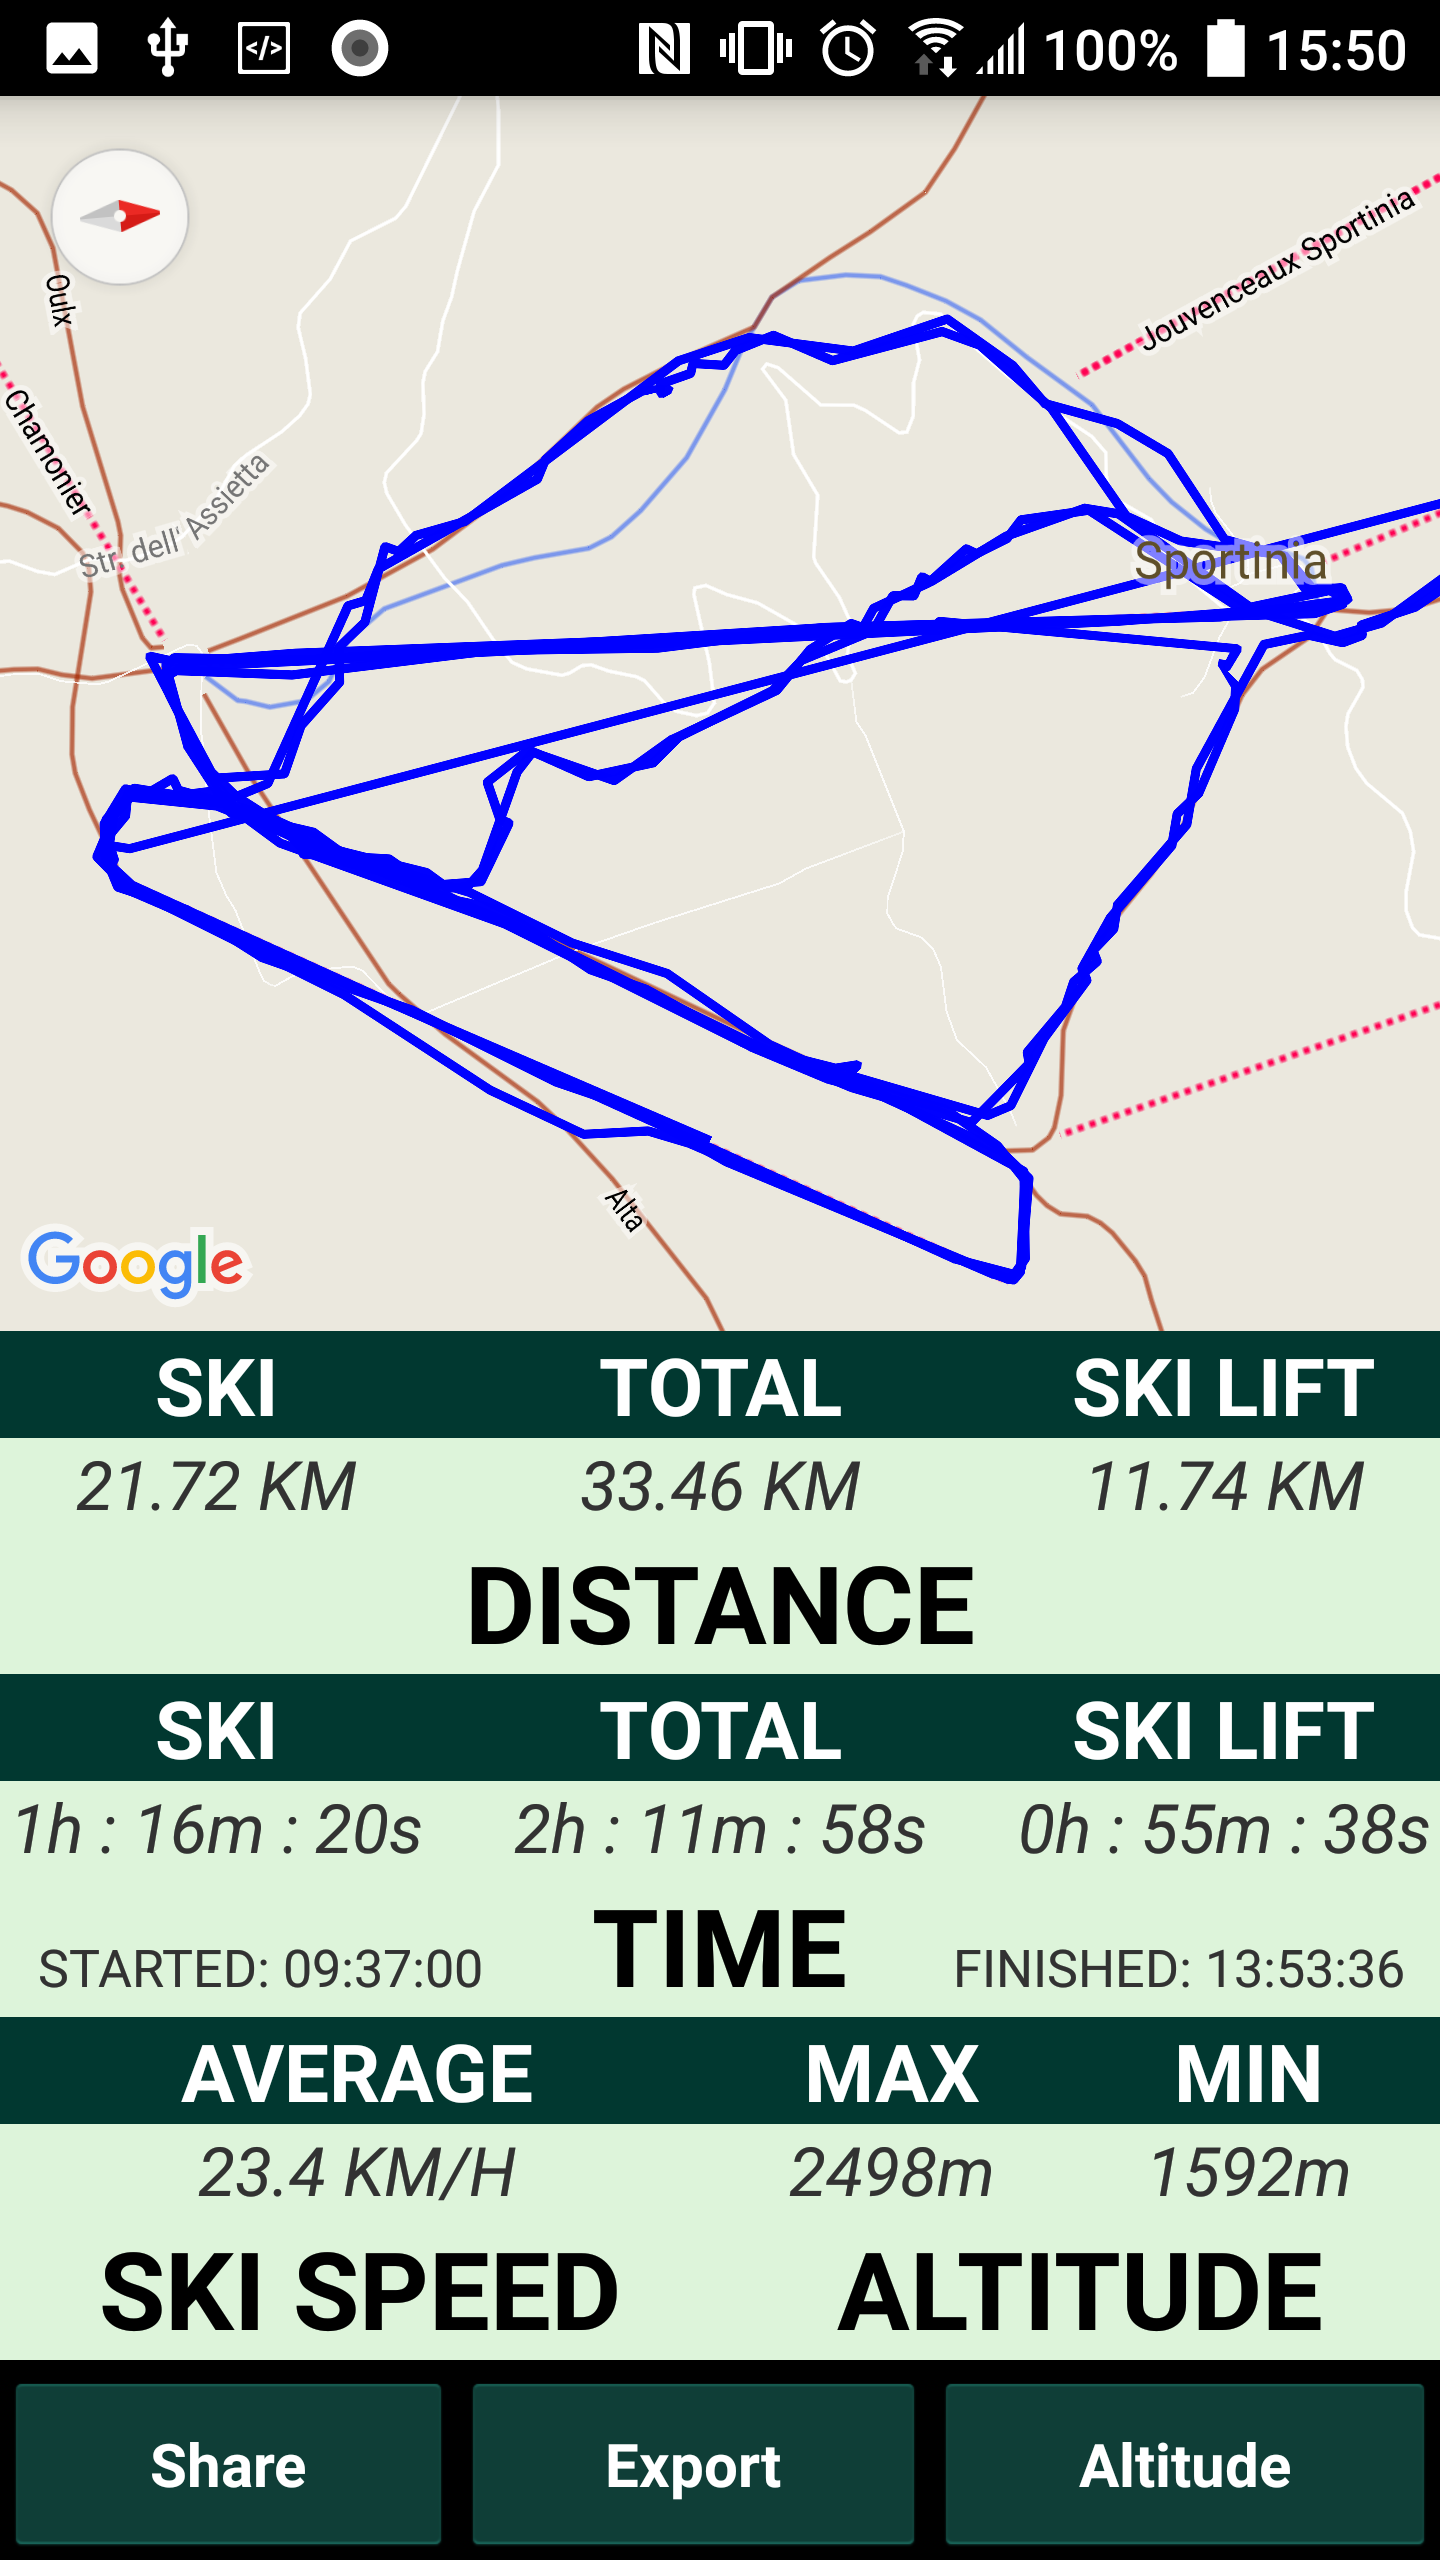 100% 15:50
Oulx
Jouvenceaux Sportinia
Chamonier
Str. dell' Assietta
Sportinia
Alta
Google
SKI TOTAL SKI LIFT
21.72 KM 33.46 KM 11.74 KM
DISTANCE
SKI TOTAL SKI LIFT
1h : 16m : 20s 2h : 11m : 58s 0h : 55m : 38s
STARTED: 09:37:00 TIME FINISHED: 13:53:36
AVERAGE MAX MIN
23.4 KM/H 2498m 1592m
SKI SPEED ALTITUDE
Share Export Altitude